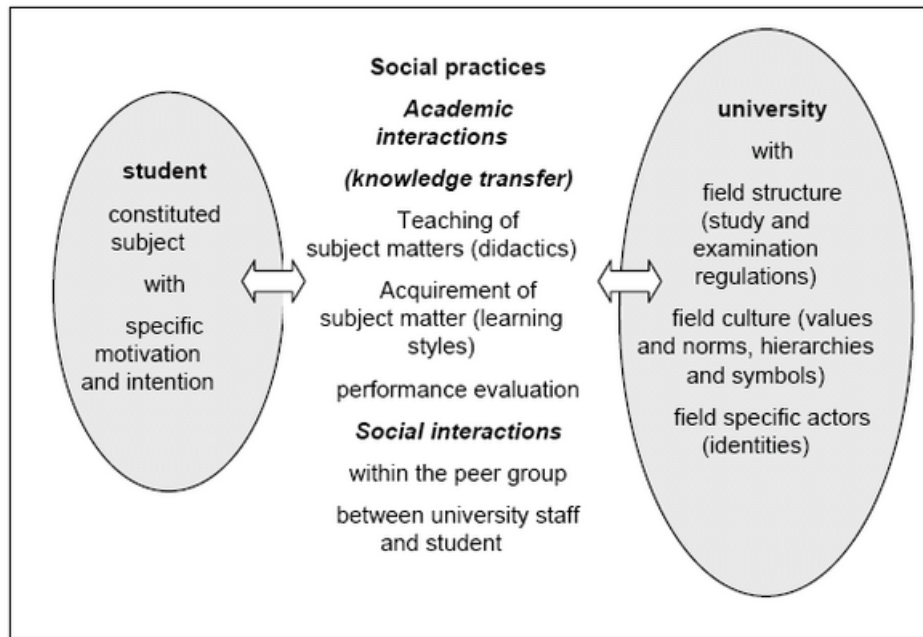 student
constituted
subject
with
specific
motivation
and intention
Social practices
Academic
interactions
(knowledge transfer)
Teaching of
subject matters (didactics)
Acquirement of
subject matter (learning
styles)
performance evaluation
Social interactions
within the peer group
between university staff
and student
university
with
field structure
(study and
examination
regulations)
field culture (values
and norms, hierarchies
and symbols)
field specific actors
(identities)